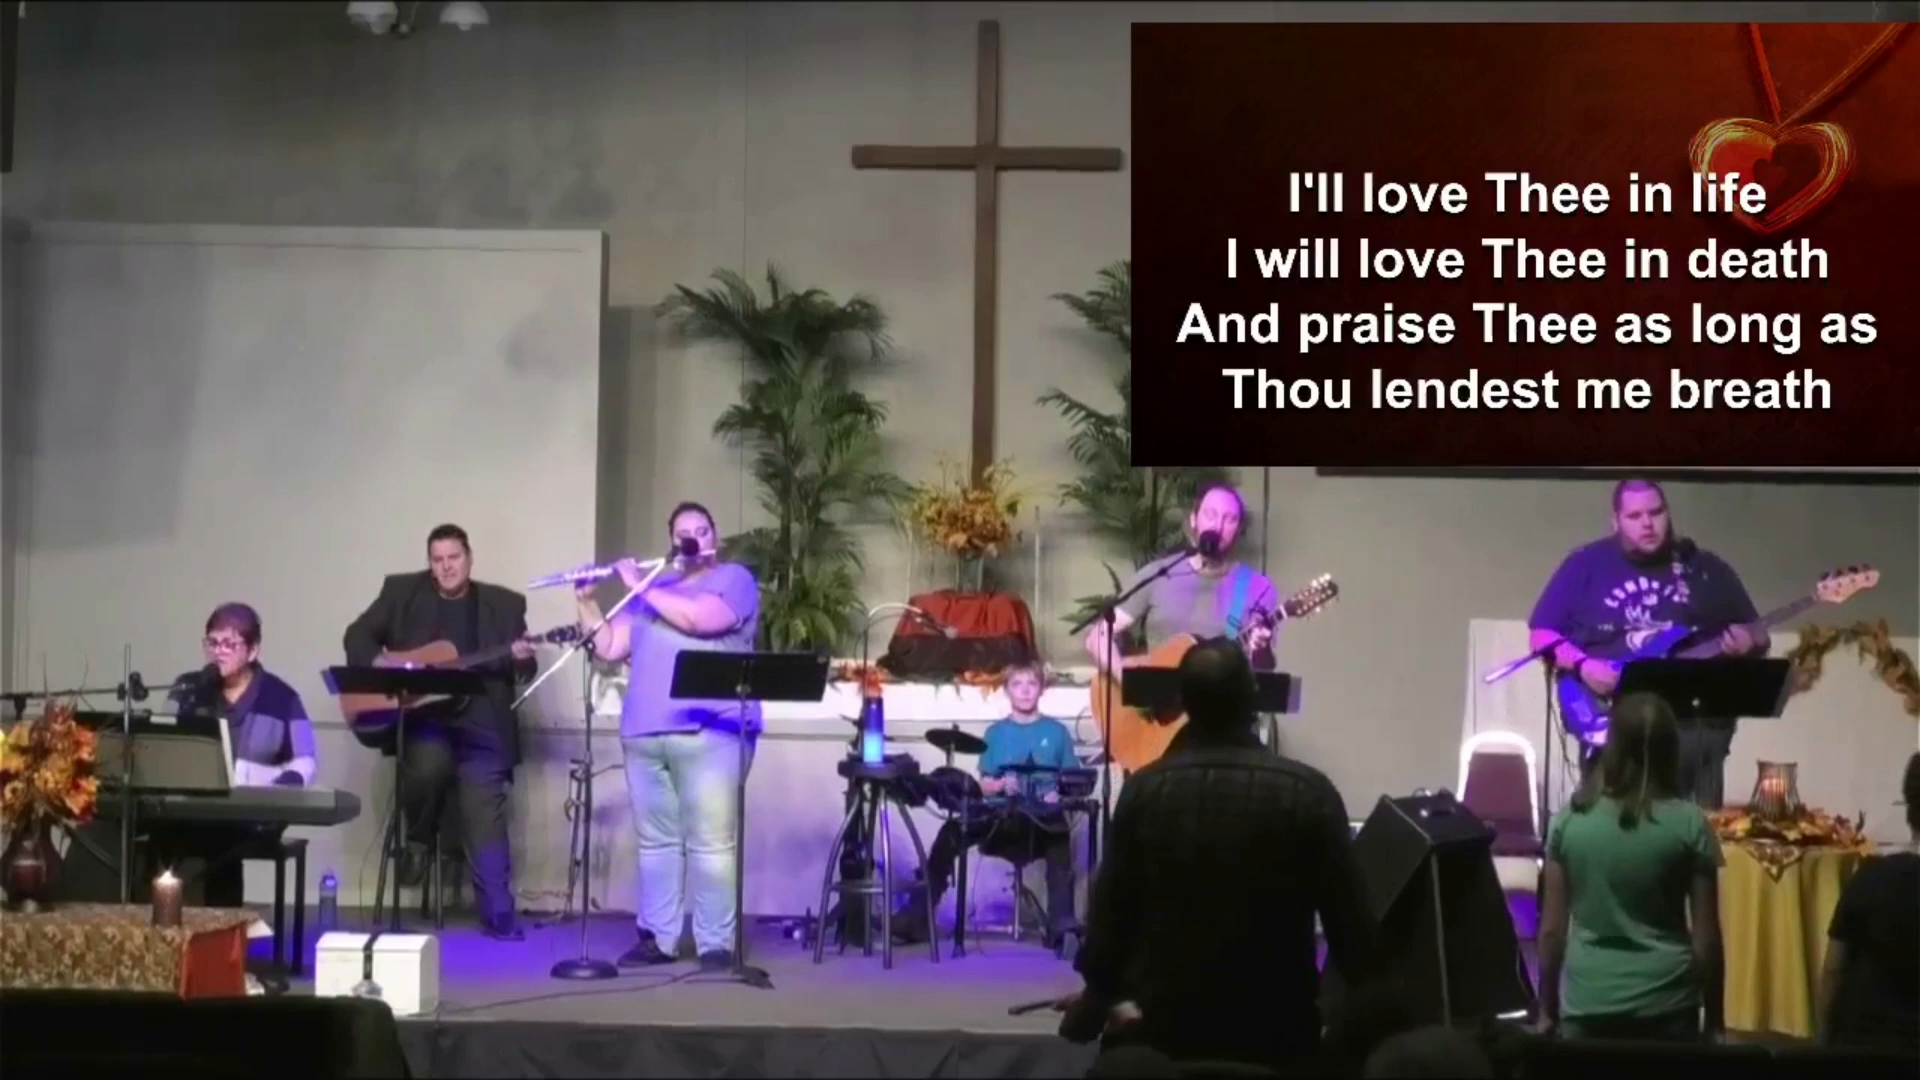 I'll love Thee in life
I will love Thee in death
And praise Thee as long as
Thou lendest me breath